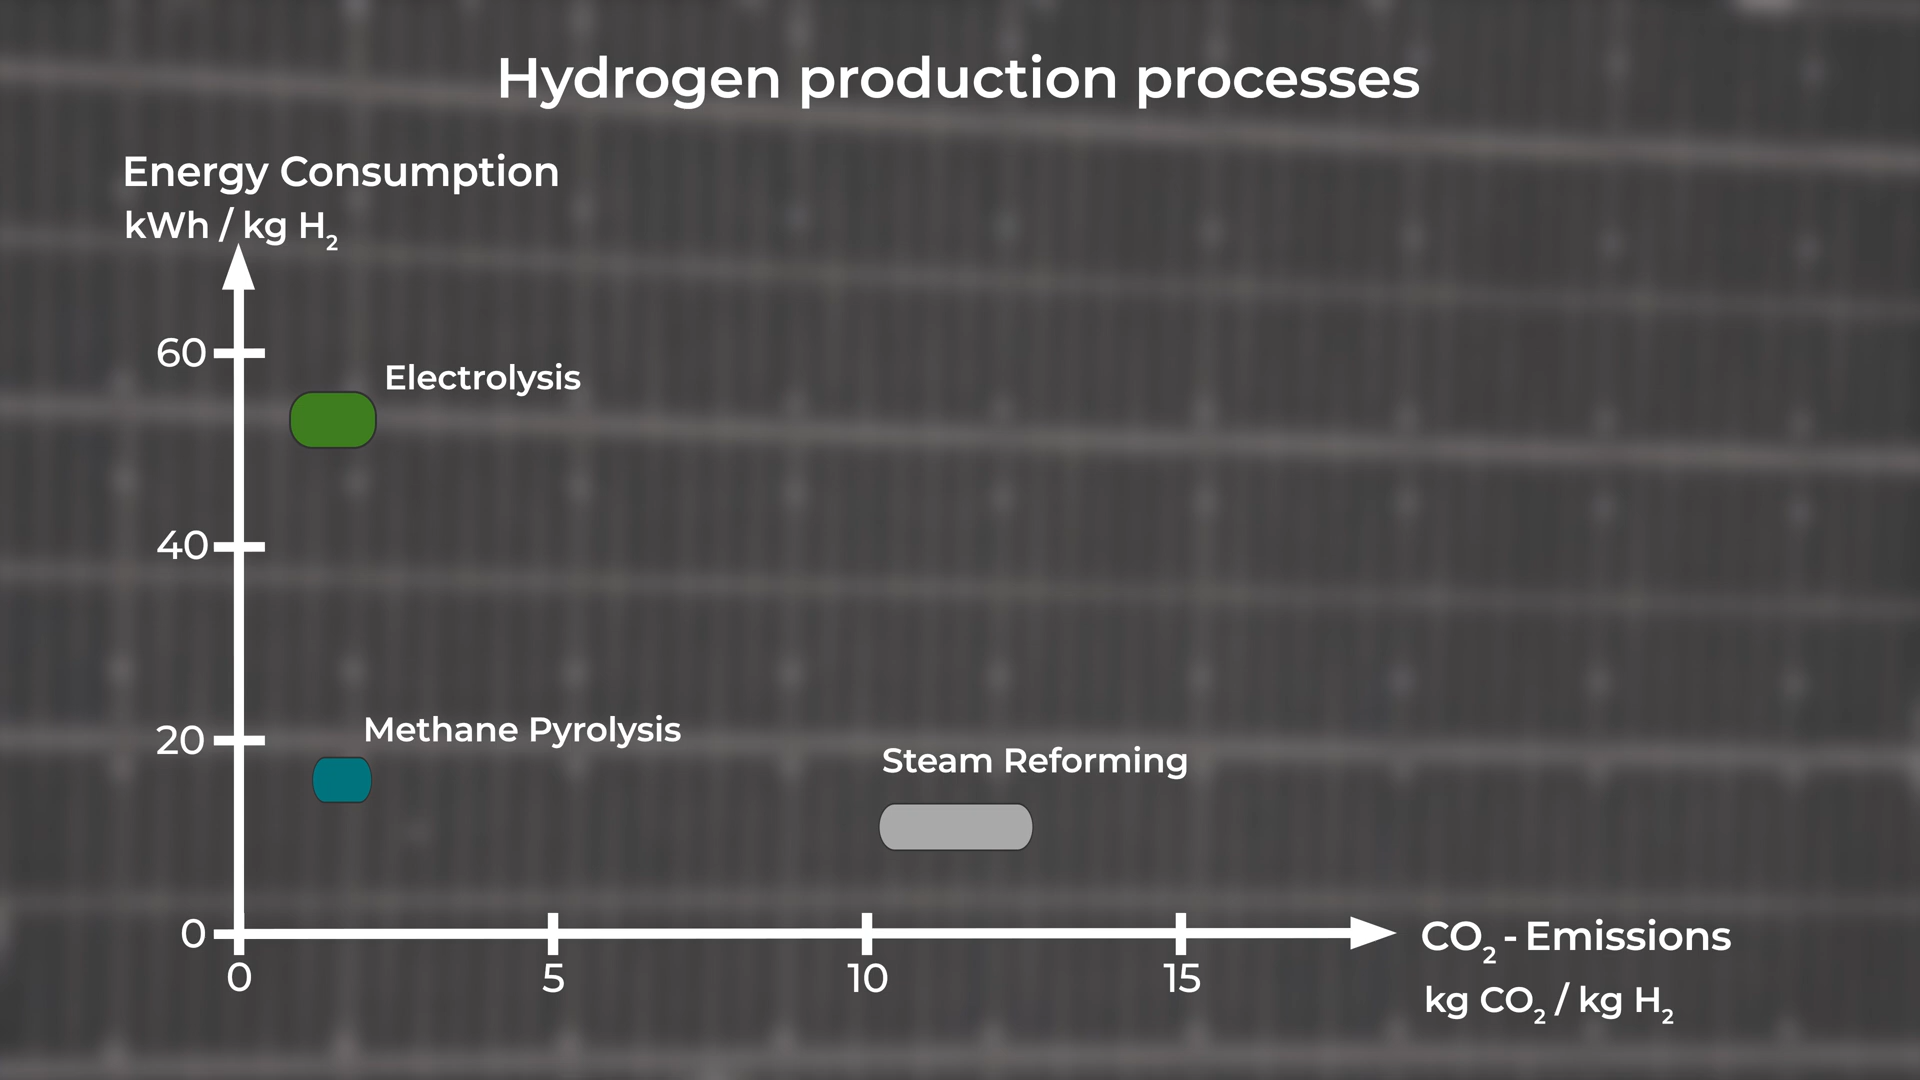 Hydrogen production processes
Energy Consumption
kWh / kg H₂
60
Electrolysis
40
20
Methane Pyrolysis
Steam Reforming
0
0
5
10
15
CO₂ - Emissions
kg CO₂ / kg H₂